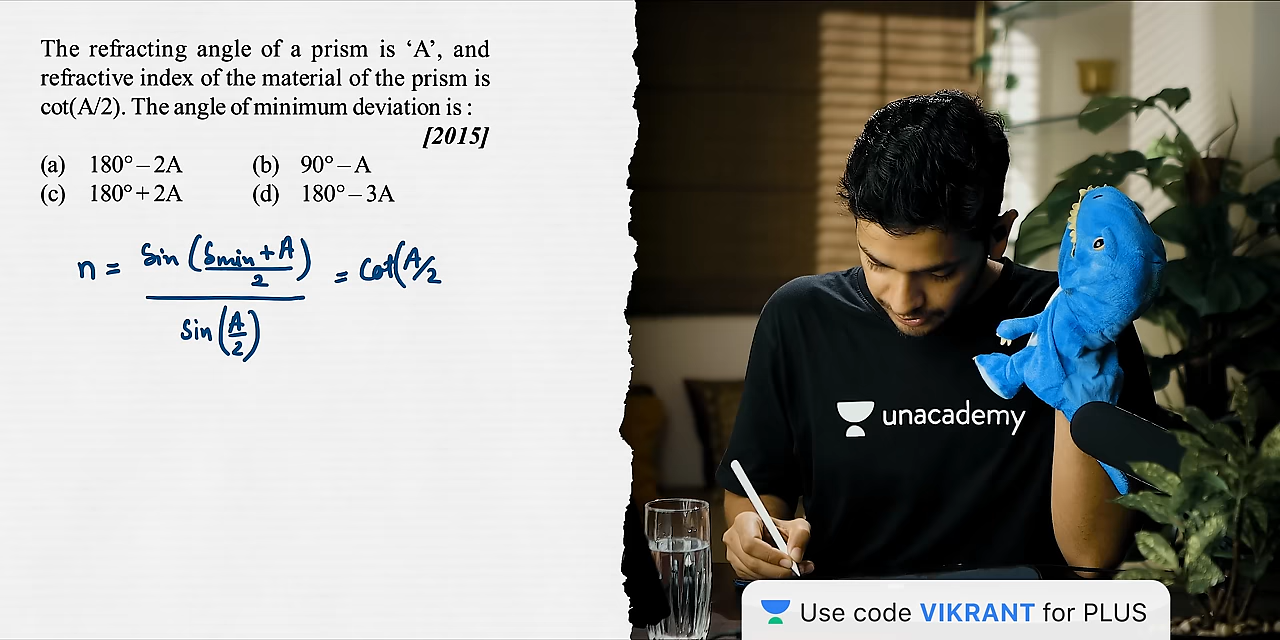 The refracting angle of a prism is ‘A’, and
refractive index of the material of the prism is
cot(A/2). The angle of minimum deviation is :
[2015]
(a) 180° – 2A (b) 90° – A
(c) 180° + 2A (d) 180° – 3A
n = sin (δmin + A / 2) / sin (A/2) = cot(A/2
unacademy
Use code VIKRANT for PLUS